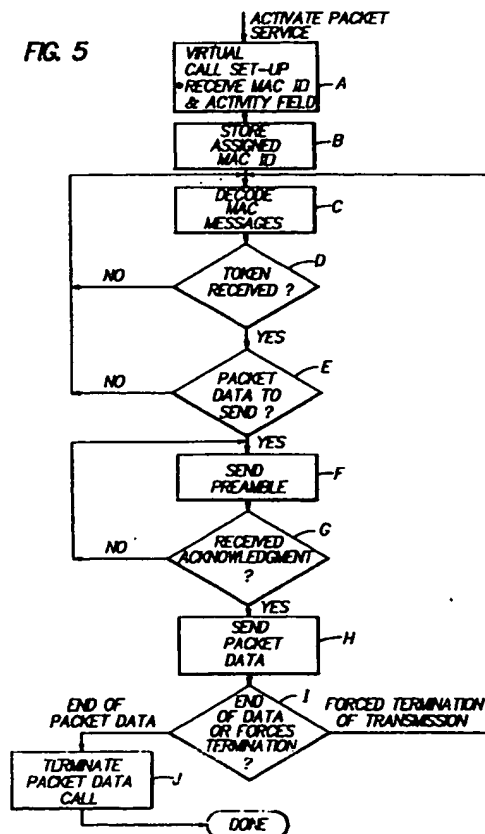 FIG. 5
ACTIVATE PACKET
SERVICE
VIRTUAL
CALL SET-UP
•RECEIVE MAC ID
& ACTIVITY FIELD
A
STORE
ASSIGNED
MAC ID
B
DECODE
MAC
MESSAGES
C
TOKEN
RECEIVED ?
D
NO
YES
PACKET
DATA TO
SEND ?
E
NO
YES
SEND
PREAMBLE
F
RECEIVED
ACKNOWLEDGMENT
?
G
NO
YES
SEND
PACKET
DATA
H
END
OF DATA
OR FORCES
TERMINATION
?
I
END OF
PACKET DATA
FORCED TERMINATION
OF TRANSMISSION
TERMINATE
PACKET DATA
CALL
J
DONE